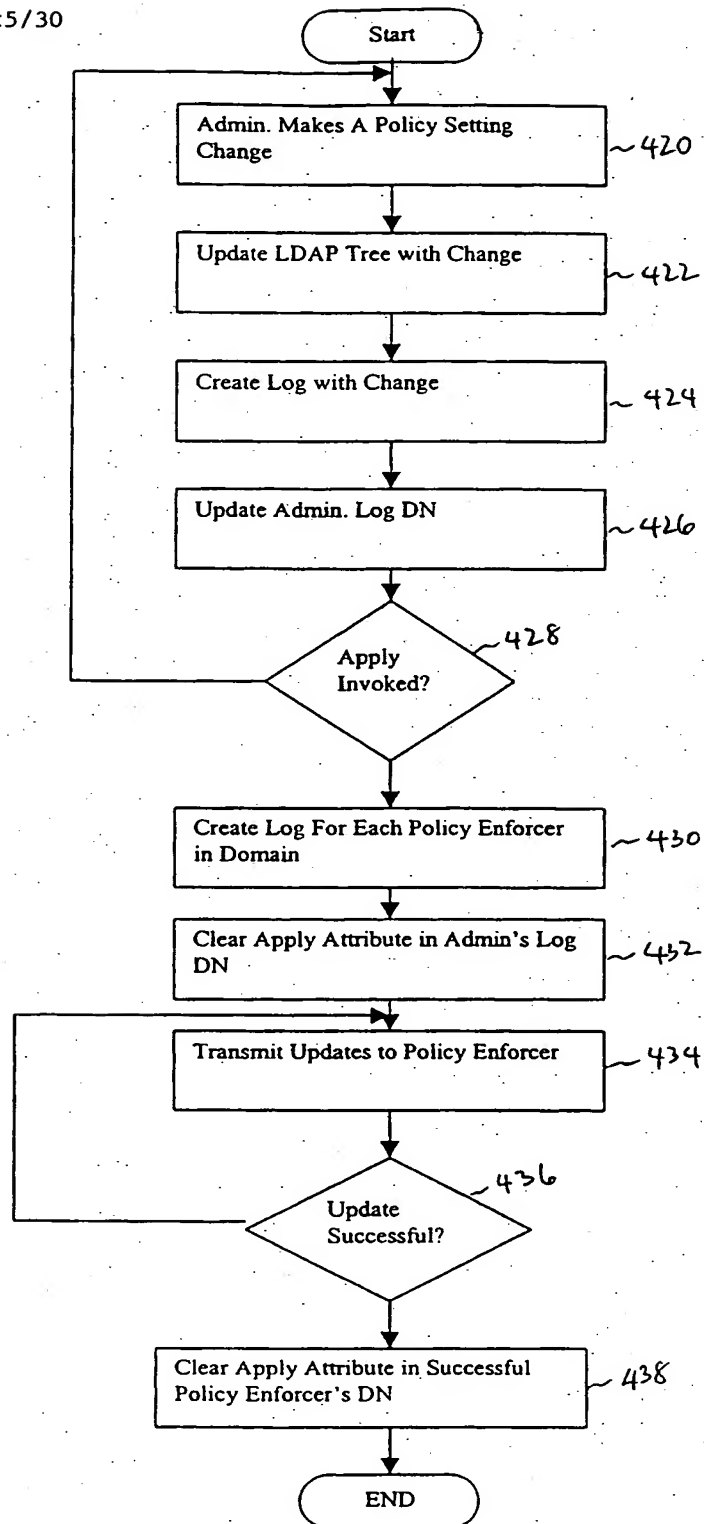 :5/30
Start
Admin. Makes A Policy Setting
Change
~420
Update LDAP Tree with Change
~422
Create Log with Change
~424
Update Admin. Log DN
~426
~428
Apply
Invoked?
Create Log For Each Policy Enforcer
in Domain
~430
Clear Apply Attribute in Admin's Log
DN
~432
Transmit Updates to Policy Enforcer
~434
~436
Update
Successful?
Clear Apply Attribute in Successful
Policy Enforcer's DN
~438
END